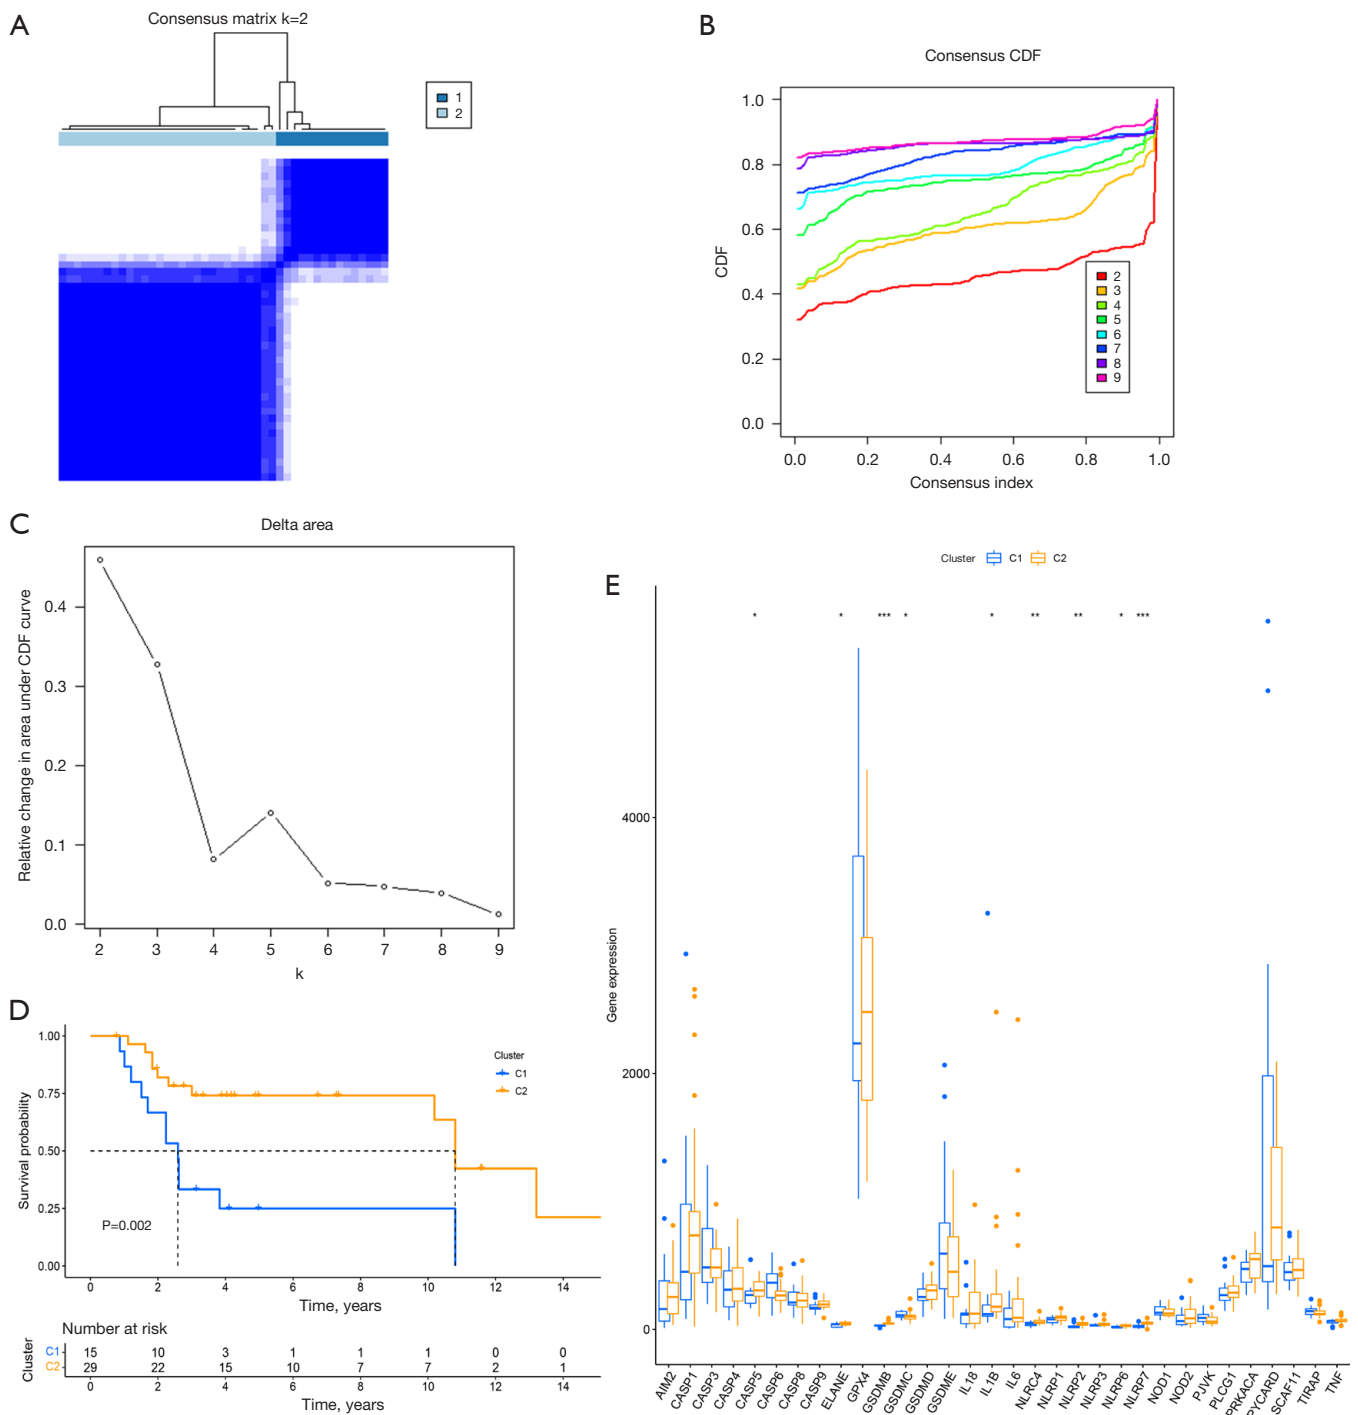 A
Consensus matrix k=2
1
2
B
Consensus CDF
1.0
0.8
0.6
0.4
0.2
0.0
CDF
2
3
4
5
6
7
8
9
0.0 0.2 0.4 0.6 0.8 1.0
Consensus index
C
Delta area
Relative change in area under CDF curve
0.4
0.3
0.2
0.1
0.0
2 3 4 5 6 7 8 9
k
D
Survival probability
1.00
0.75
0.50
0.25
0.00
Cluster
C1
C2
P=0.002
0 2 4 6 8 10 12 14
Time, years
Number at risk
Cluster
C1 15 10 3 1 1 1 0 0
C2 29 22 15 10 7 7 2 1
0 2 4 6 8 10 12 14
Time, years
E
Cluster C1 C2
* * *** * * ** ** * ***
Gene expression
4000
2000
0
AIM2 CASP1 CASP3 CASP4 CASP5 CASP6 CASP8 CASP9 ELANE GPX4 GSDMB GSDMC GSDMD GSDME IL18 IL1B IL6 NLRC4 NLRP1 NLRP2 NLRP3 NLRP6 NLRP7 NOD1 NOD2 PJVK PLCG1 PRKACA PYCARD SCAF11 TIRAP TNF